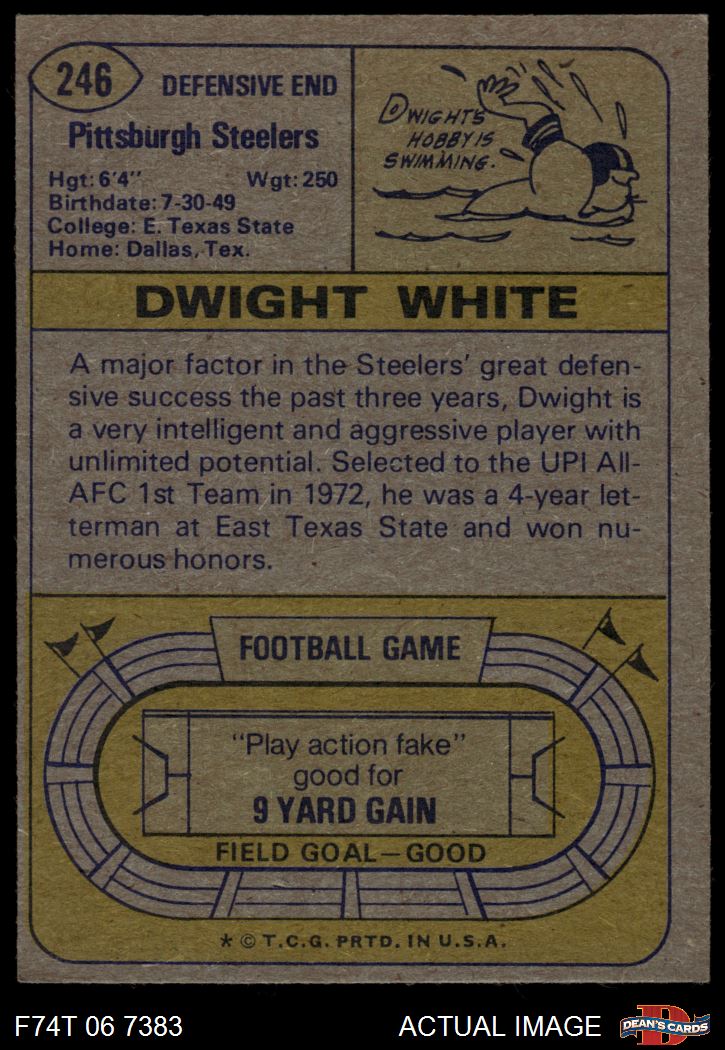 246
DEFENSIVE END
Pittsburgh Steelers
Hgt: 6'4" Wgt: 250
Birthdate: 7-30-49
College: E. Texas State
Home: Dallas, Tex.
DWIGHT'S
HOBBY IS
SWIMMING.
DWIGHT WHITE
A major factor in the Steelers' great defen-
sive success the past three years, Dwight is
a very intelligent and aggressive player with
unlimited potential. Selected to the UPI All-
AFC 1st Team in 1972, he was a 4-year let-
terman at East Texas State and won nu-
merous honors.
FOOTBALL GAME
"Play action fake"
good for
9 YARD GAIN
FIELD GOAL—GOOD
* © T.C.G. PRTD. IN U.S.A.
F74T 06 7383
ACTUAL IMAGE
D
DEAN'S CARDS